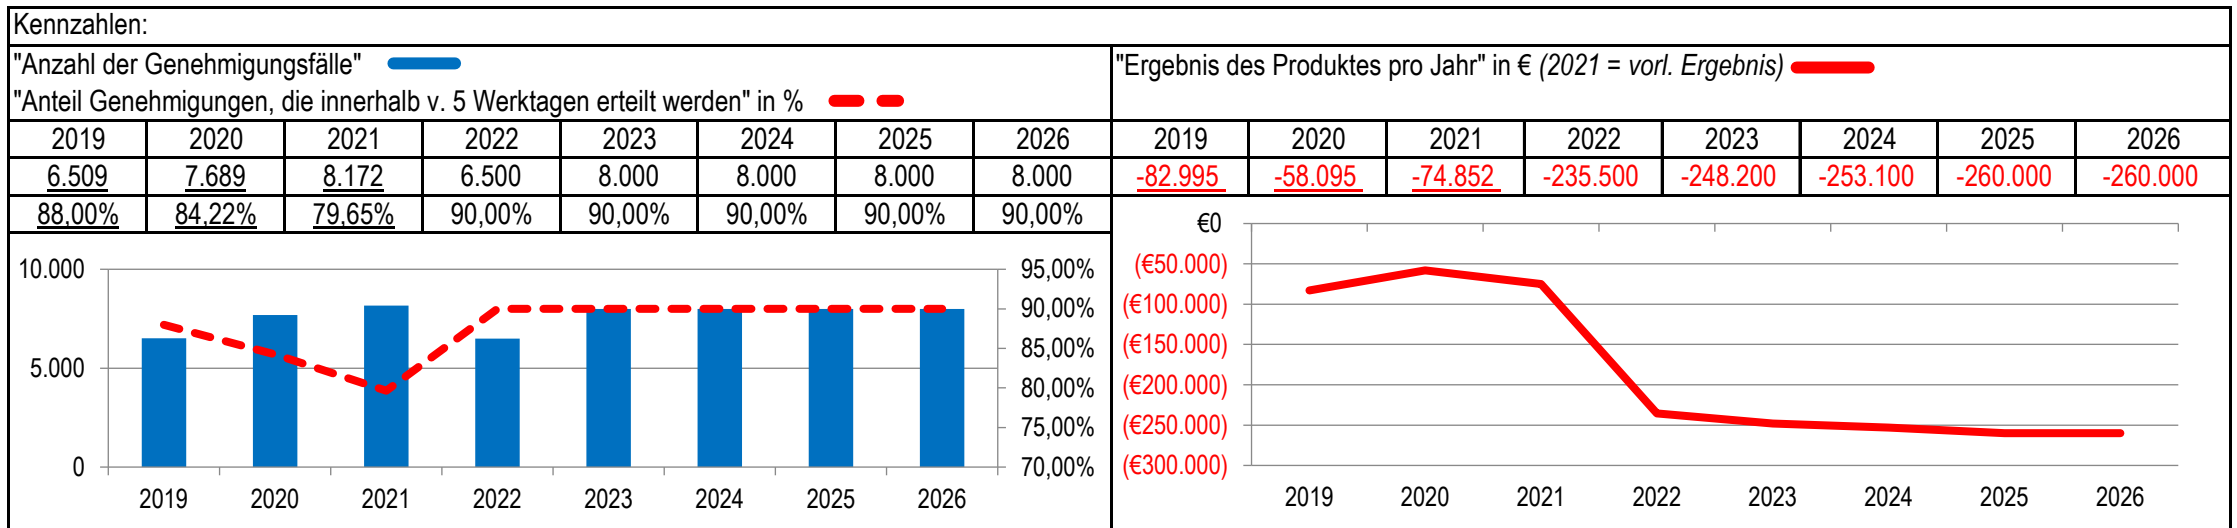 Kennzahlen:
"Anzahl der Genehmigungsfälle"
"Anteil Genehmigungen, die innerhalb v. 5 Werktagen erteilt werden" in %
2019 2020 2021 2022 2023 2024 2025 2026
6.509 7.689 8.172 6.500 8.000 8.000 8.000 8.000
88,00% 84,22% 79,65% 90,00% 90,00% 90,00% 90,00% 90,00%
10.000
5.000
0
95,00%
90,00%
85,00%
80,00%
75,00%
70,00%
2019 2020 2021 2022 2023 2024 2025 2026
"Ergebnis des Produktes pro Jahr" in € (2021 = vorl. Ergebnis)
2019 2020 2021 2022 2023 2024 2025 2026
-82.995 -58.095 -74.852 -235.500 -248.200 -253.100 -260.000 -260.000
€0
(€50.000)
(€100.000)
(€150.000)
(€200.000)
(€250.000)
(€300.000)
2019 2020 2021 2022 2023 2024 2025 2026